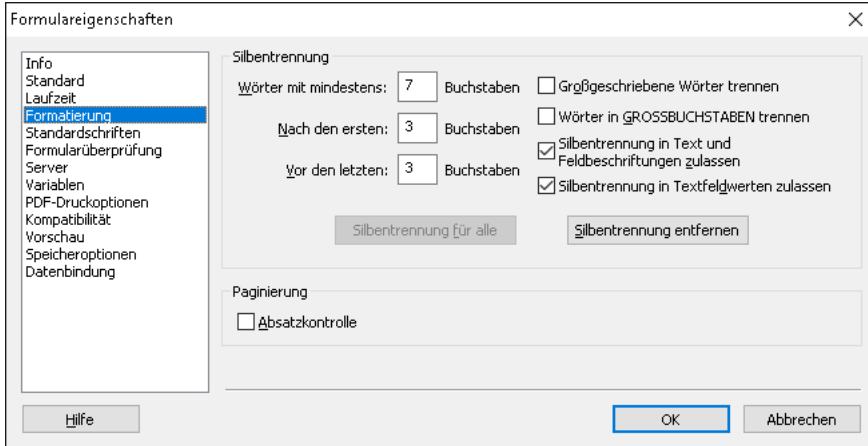 Formulareigenschaften
Info
Standard
Laufzeit
Formatierung
Standardschriften
Formularüberprüfung
Server
Variablen
PDF-Druckoptionen
Kompatibilität
Vorschau
Speicheroptionen
Datenbindung
Silbentrennung
Wörter mit mindestens: 7 Buchstaben
Nach den ersten: 3 Buchstaben
Vor den letzten: 3 Buchstaben
Großgeschriebene Wörter trennen
Wörter in GROSSBUCHSTABEN trennen
Silbentrennung in Text und
Feldbeschriftungen zulassen
Silbentrennung in Textfeldwerten zulassen
Silbentrennung für alle
Silbentrennung entfernen
Paginierung
Absatzkontrolle
Hilfe
OK
Abbrechen